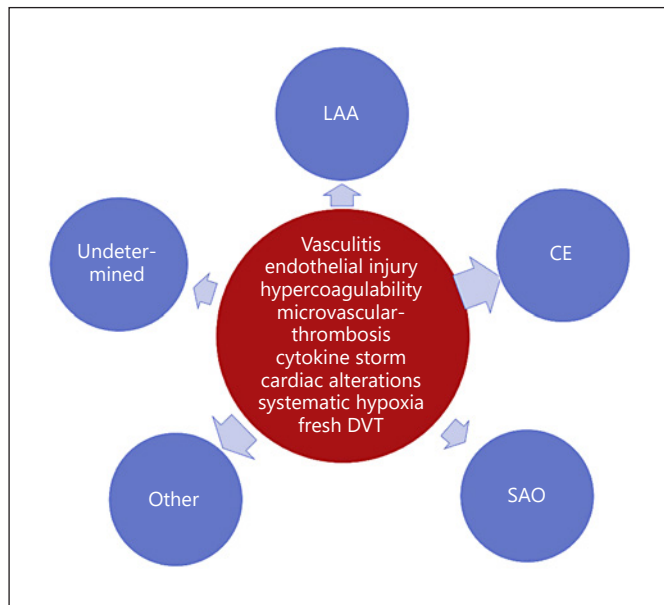 LAA
Undeter-
mined
CE
Vasculitis
endothelial injury
hypercoagulability
microvascular-
thrombosis
cytokine storm
cardiac alterations
systematic hypoxia
fresh DVT
Other
SAO